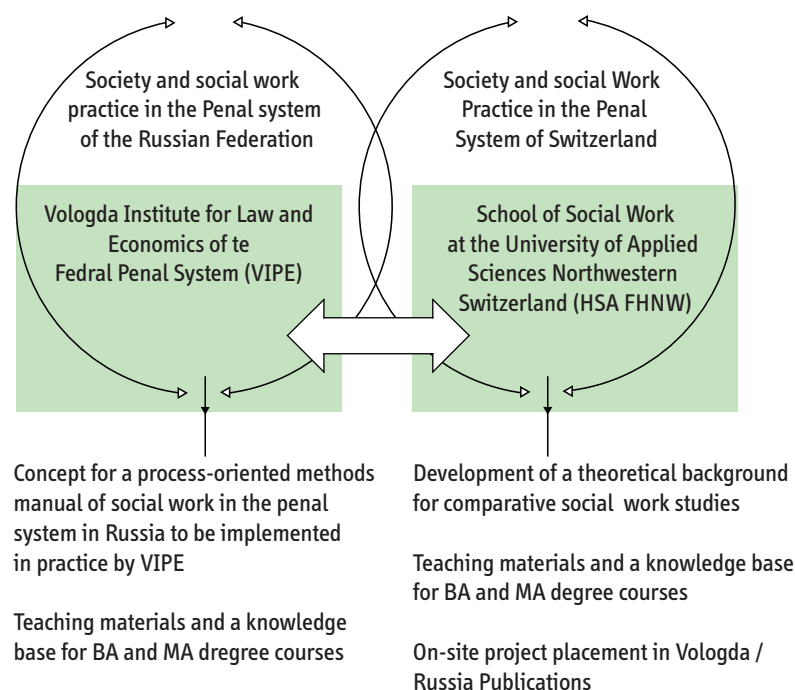 Society and social work
practice in the Penal system
of the Russian Federation
Vologda Institute for Law and
Economics of te
Fedral Penal System (VIPE)
Concept for a process-oriented methods
manual of social work in the penal
system in Russia to be implemented
in practice by VIPE
Teaching materials and a knowledge
base for BA and MA dregree courses
Society and social Work
Practice in the Penal
System of Switzerland
School of Social Work
at the University of Applied
Sciences Northwestern
Switzerland (HSA FHNW)
Development of a theoretical background
for comparative social work studies
Teaching materials and a knowledge base
for BA and MA degree courses
On-site project placement in Vologda /
Russia Publications